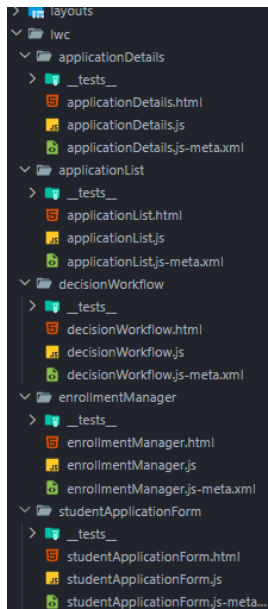 layouts
lwc
applicationDetails
__tests__
applicationDetails.html
applicationDetails.js
applicationDetails.js-meta.xml
applicationList
__tests__
applicationList.html
applicationList.js
applicationList.js-meta.xml
decisionWorkflow
__tests__
decisionWorkflow.html
decisionWorkflow.js
decisionWorkflow.js-meta.xml
enrollmentManager
__tests__
enrollmentManager.html
enrollmentManager.js
enrollmentManager.js-meta.xml
studentApplicationForm
__tests__
studentApplicationForm.html
studentApplicationForm.js
studentApplicationForm.js-meta...